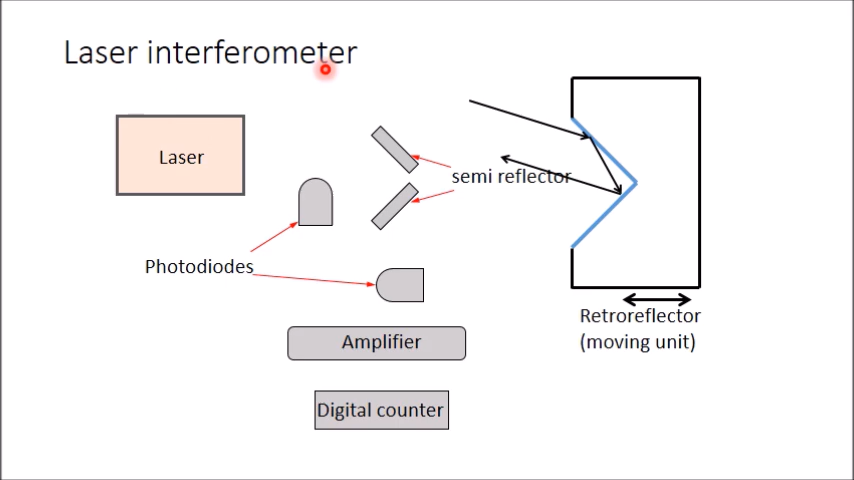 Laser interferometer
Laser
semi reflector
Photodiodes
Retroreflector
(moving unit)
Amplifier
Digital counter